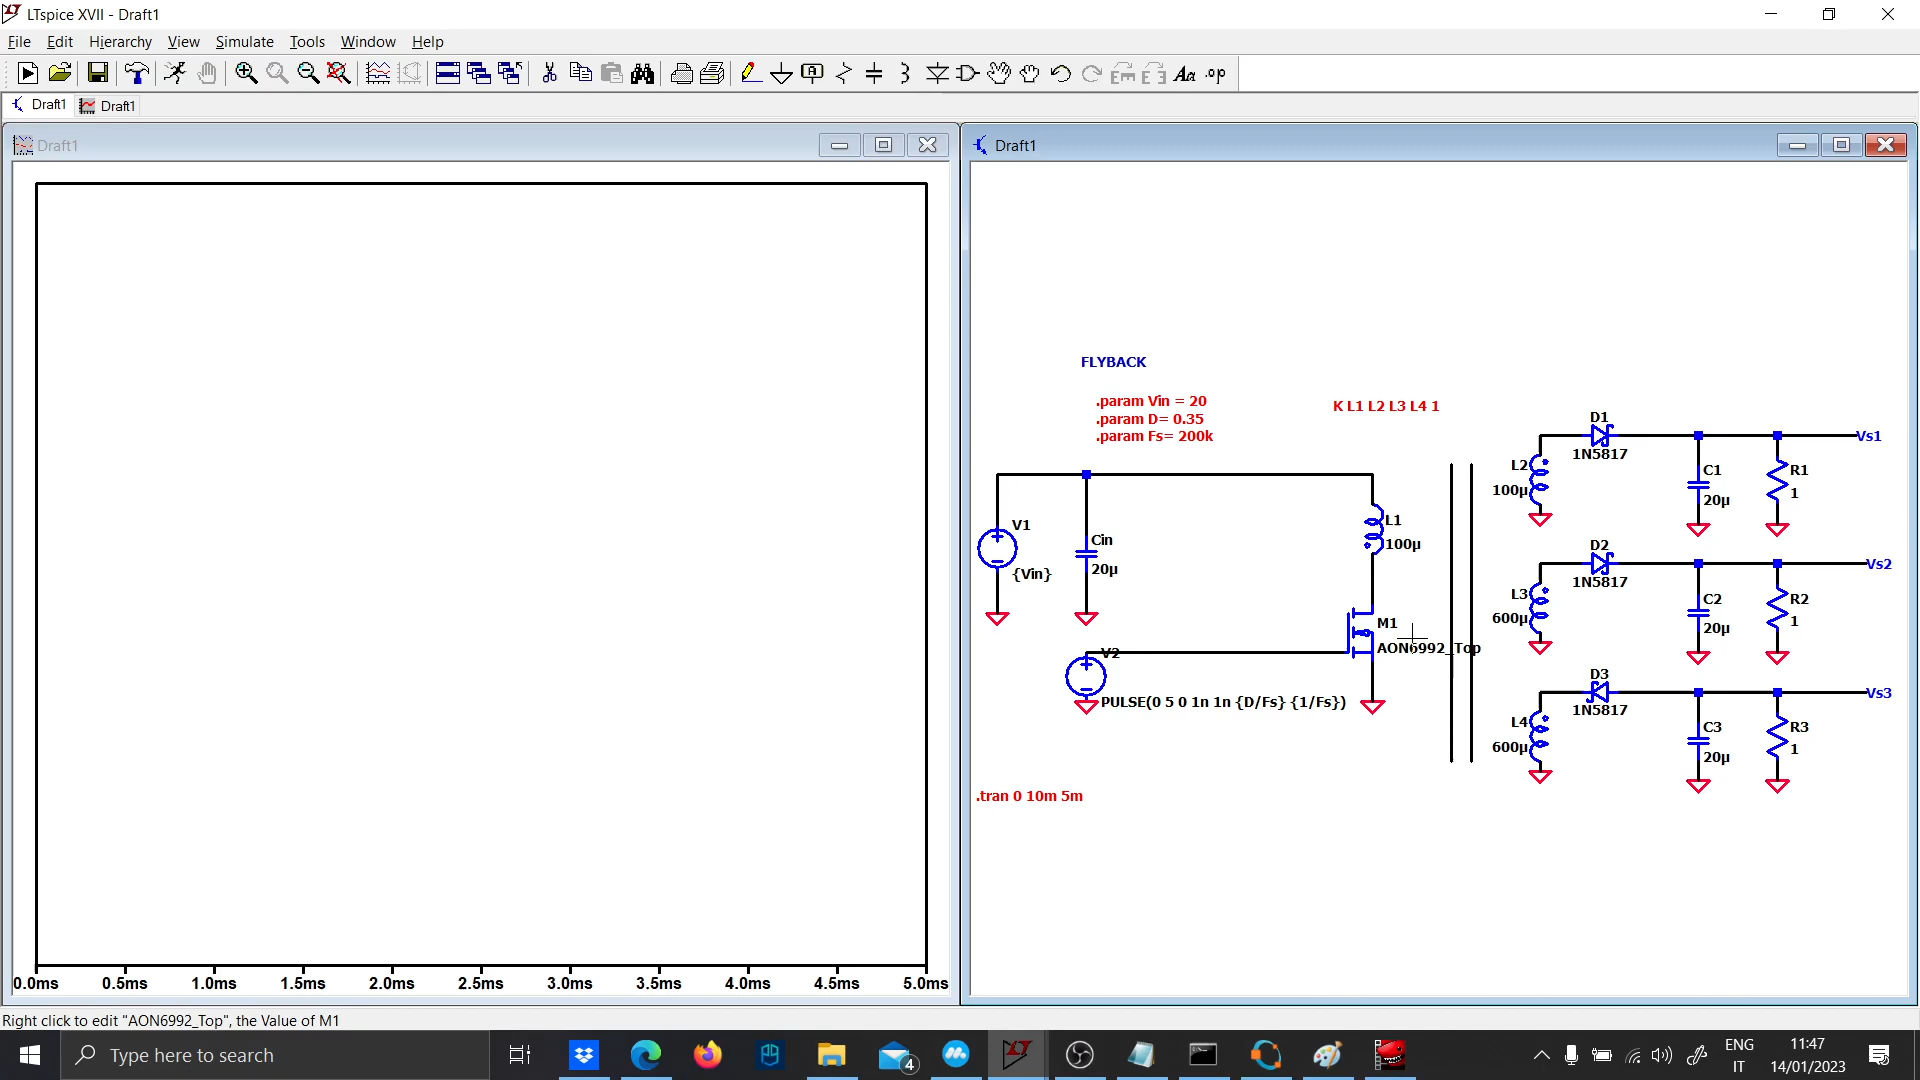 LTspice XVII - Draft1
File Edit Hierarchy View Simulate Tools Window Help
A
Aa .op
Draft1 Draft1
Draft1
Draft1
0.0ms 0.5ms 1.0ms 1.5ms 2.0ms 2.5ms 3.0ms 3.5ms 4.0ms 4.5ms 5.0ms
FLYBACK
.param Vin = 20
.param D= 0.35
.param Fs= 200k
K L1 L2 L3 L4 1
V1
{Vin}
Cin
20µ
L1
100µ
M1
AON6992_Top
V2
PULSE(0 5 0 1n 1n {D/Fs} {1/Fs})
.tran 0 10m 5m
L2
100µ
D1
1N5817
C1
20µ
R1
1
Vs1
L3
600µ
D2
1N5817
C2
20µ
R2
1
Vs2
L4
600µ
D3
1N5817
C3
20µ
R3
1
Vs3
Right click to edit "AON6992_Top", the Value of M1
Type here to search
4
ENG
IT
11:47
14/01/2023